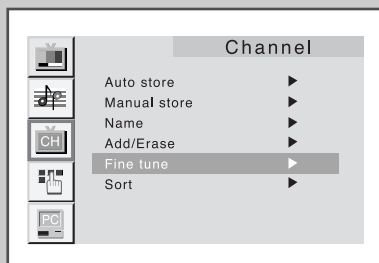 Channel
Auto store
Manual store
Name
CH
Add/Erase
Fine tune
Sort
PC